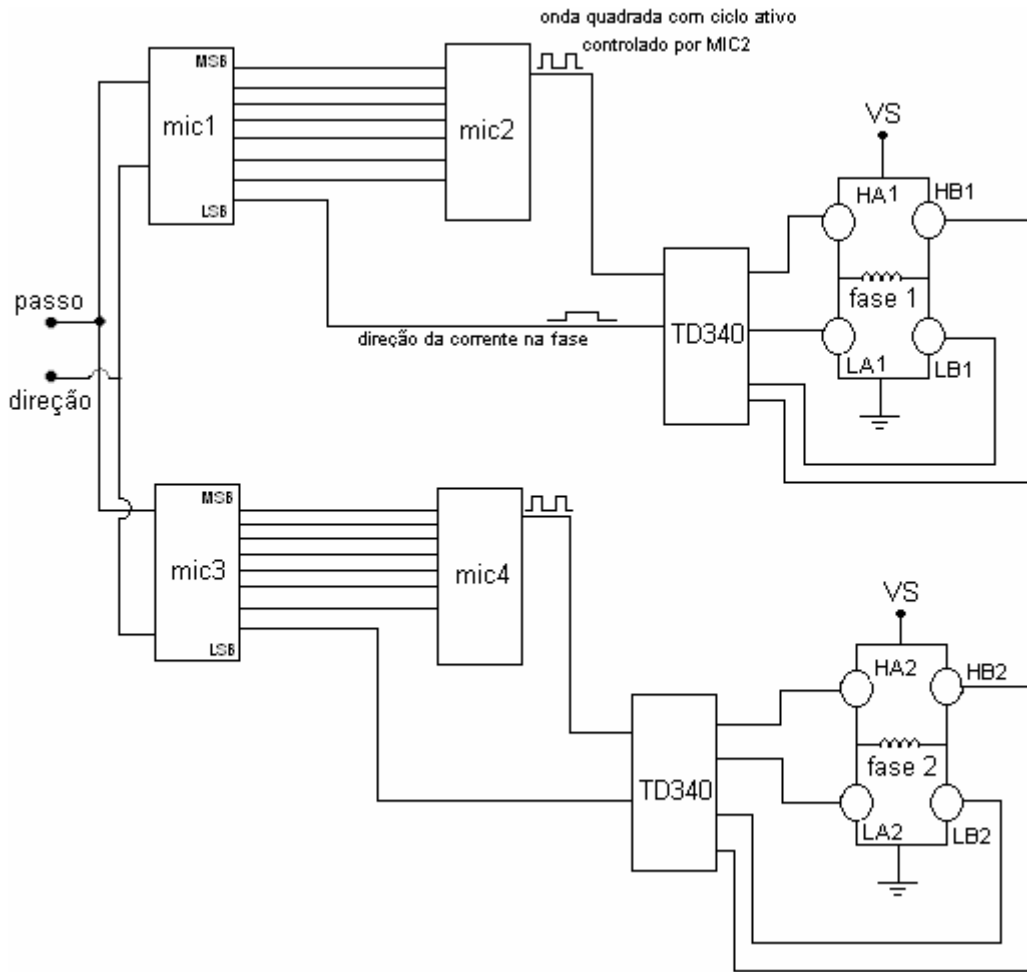 onda quadrada com ciclo ativo
controlado por MIC2
MSB
mic1
LSB
mic2
VS
HA1
HB1
fase 1
LA1
LB1
passo
direção
direção da corrente na fase
TD340
MSB
mic3
LSB
mic4
VS
HA2
HB2
fase 2
LA2
LB2
TD340